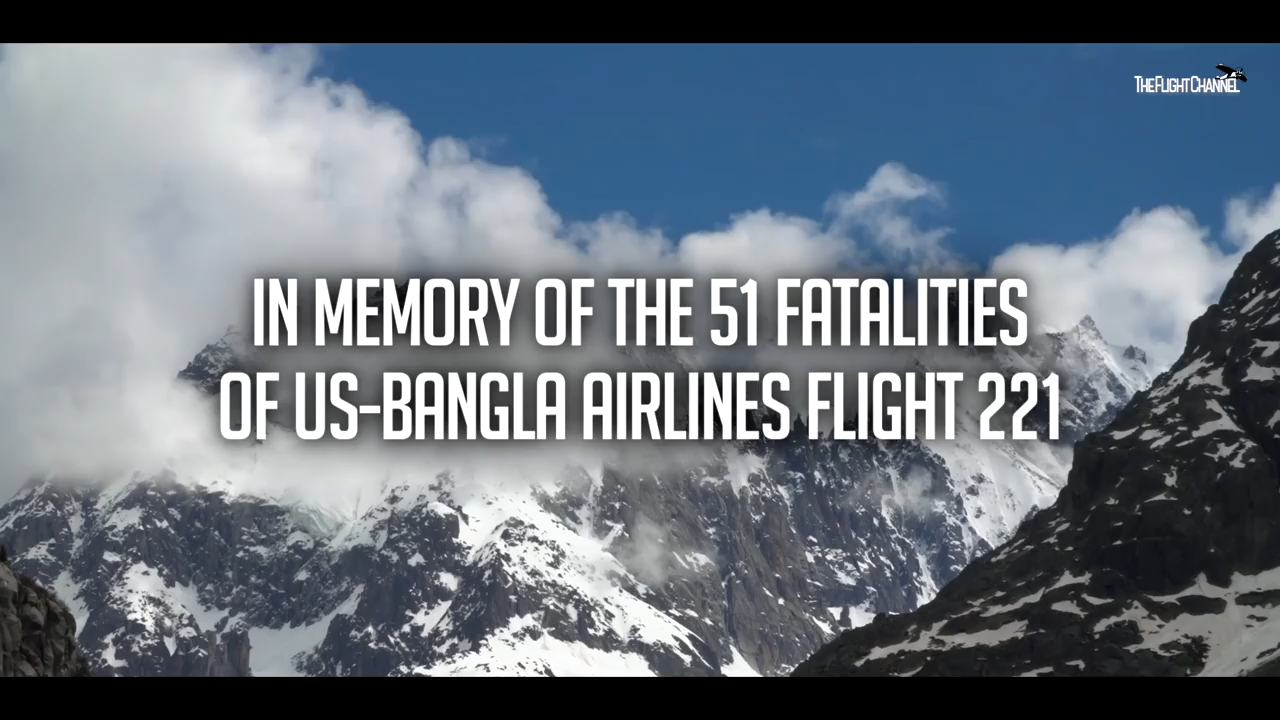 THEFLIGHTCHANNEL
IN MEMORY OF THE 51 FATALITIES
OF US-BANGLA AIRLINES FLIGHT 221